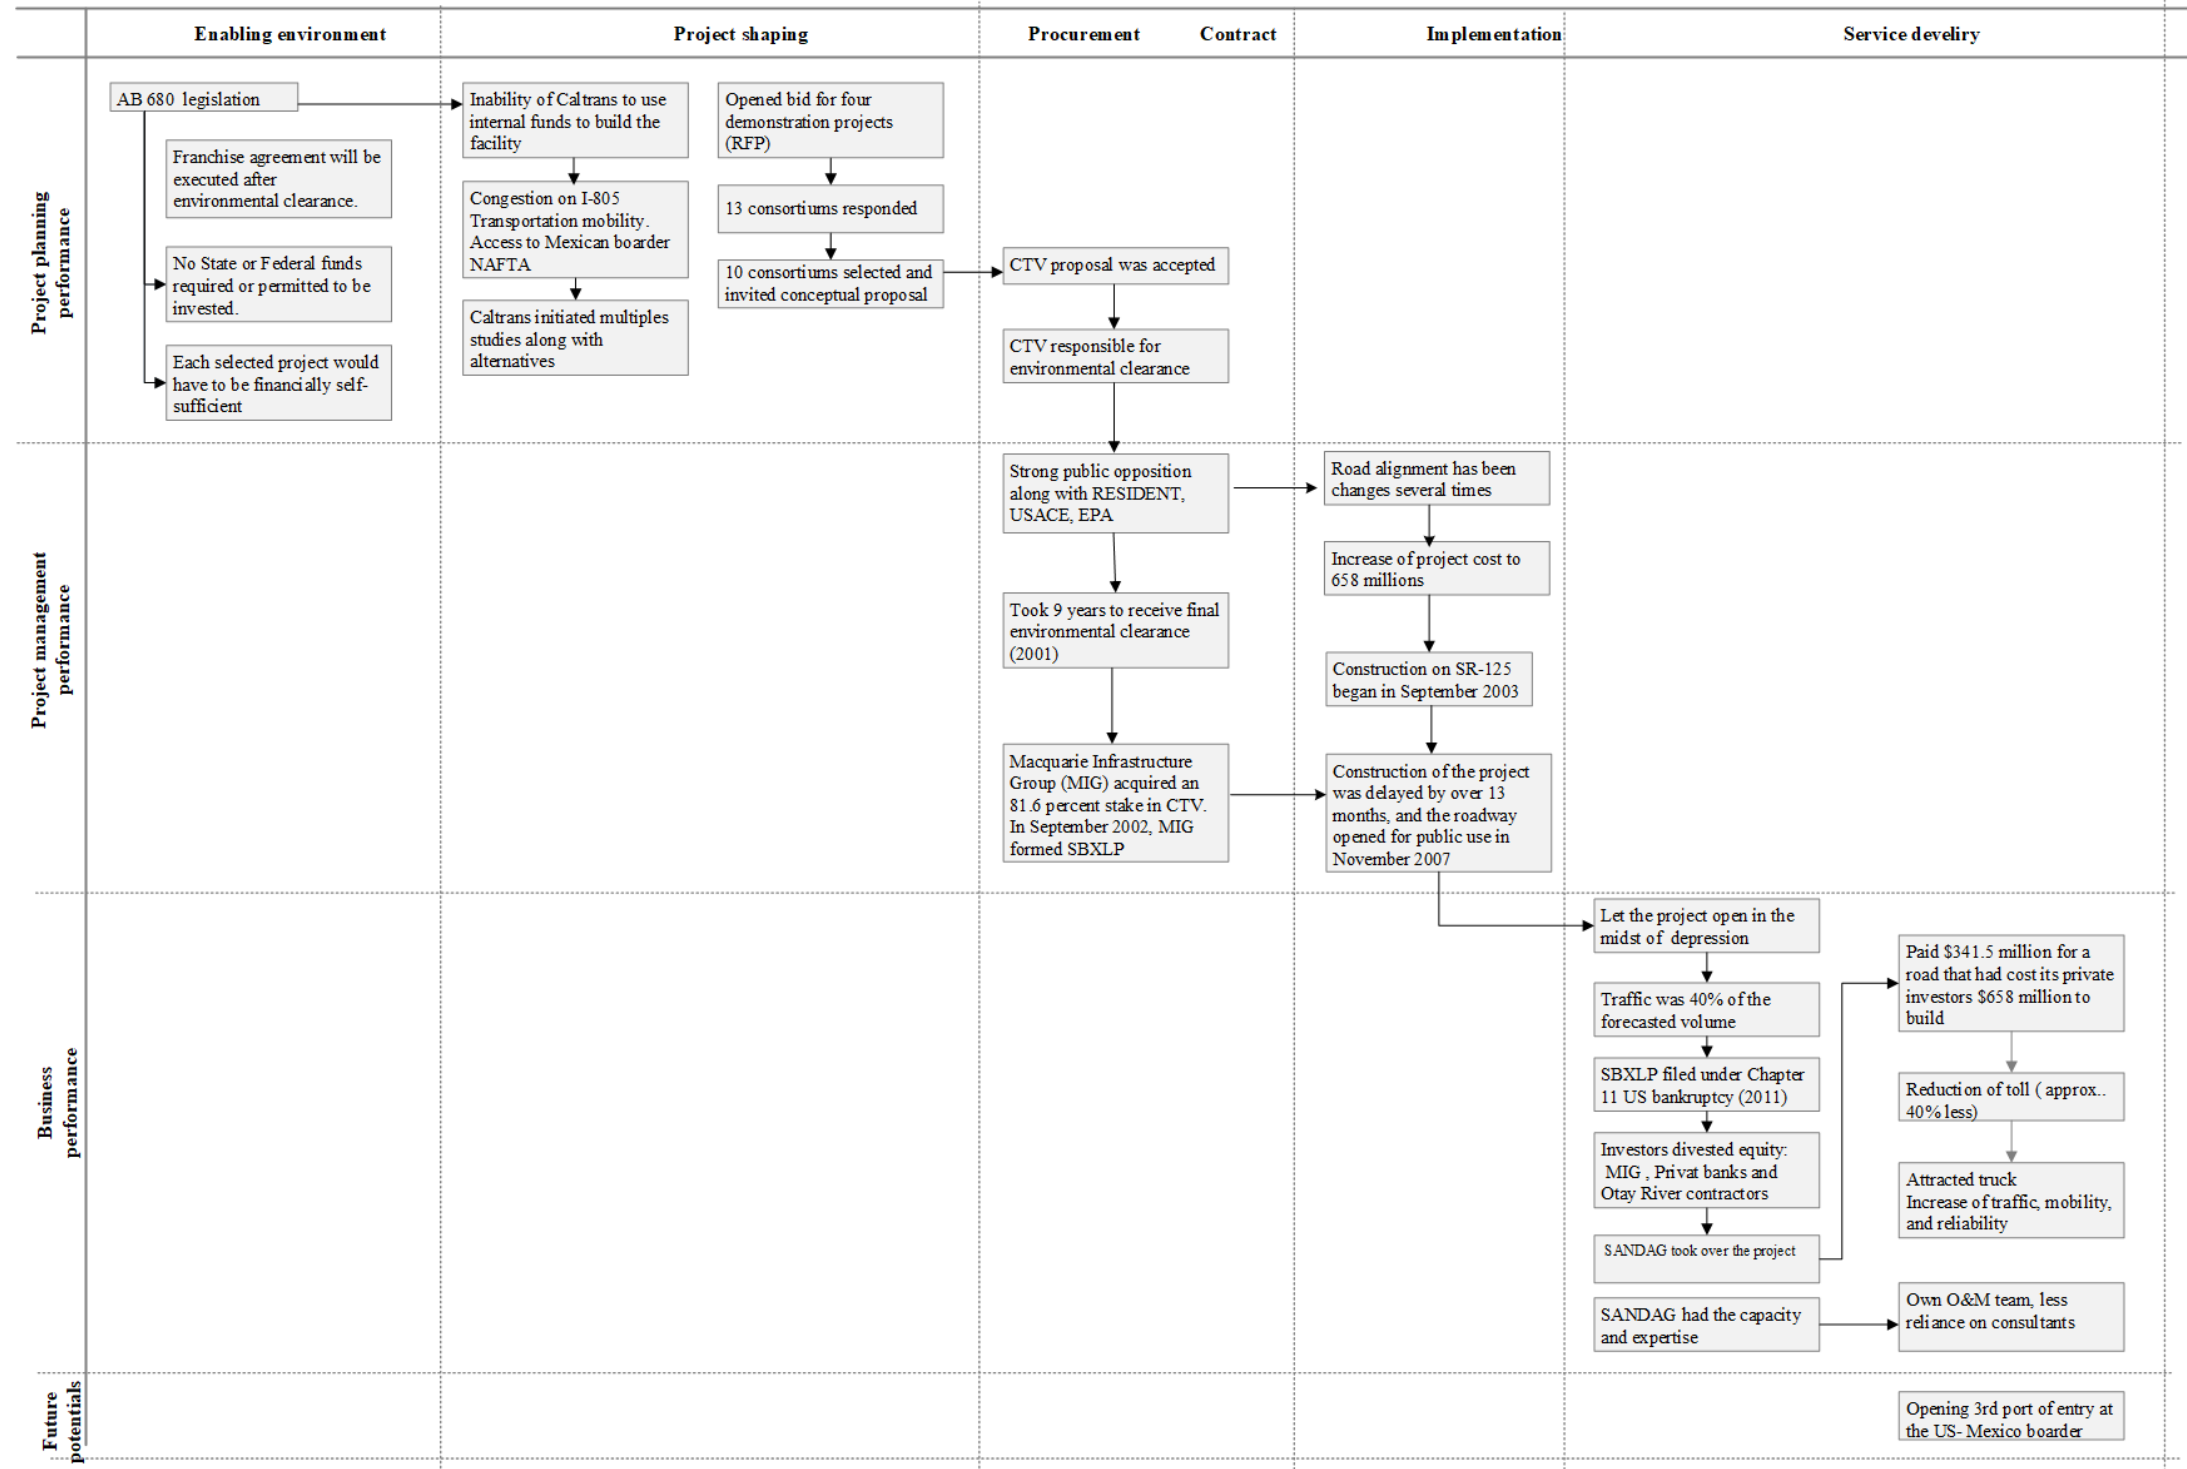 Enabling environment
Project shaping
Procurement
Contract
Implementation
Service develiry
Project planning
performance
AB 680 legislation
Franchise agreement will be
executed after
environmental clearance.
No State or Federal funds
required or permitted to be
invested.
Each selected project would
have to be financially self-
sufficient
Inability of Caltrans to use
internal funds to build the
facility
Congestion on I-805
Transportation mobility.
Access to Mexican boarder
NAFTA
Caltrans initiated multiples
studies along with
alternatives
Opened bid for four
demonstration projects
(RFP)
13 consortiums responded
10 consortiums selected and
invited conceptual proposal
CTV proposal was accepted
CTV responsible for
environmental clearance
Project management
performance
Strong public opposition
along with RESIDENT,
USACE, EPA
Took 9 years to receive final
environmental clearance
(2001)
Macquarie Infrastructure
Group (MIG) acquired an
81.6 percent stake in CTV.
In September 2002, MIG
formed SBXLP
Road alignment has been
changes several times
Increase of project cost to
658 millions
Construction on SR-125
began in September 2003
Construction of the project
was delayed by over 13
months, and the roadway
opened for public use in
November 2007
Business
performance
Let the project open in the
midst of depression
Traffic was 40% of the
forecasted volume
SBXLP filed under Chapter
11 US bankruptcy (2011)
Investors divested equity:
MIG , Privat banks and
Otay River contractors
SANDAG took over the project
SANDAG had the capacity
and expertise
Paid $341.5 million for a
road that had cost its private
investors $658 million to
build
Reduction of toll ( approx..
40% less)
Attracted truck
Increase of traffic, mobility,
and reliability
Own O&M team, less
reliance on consultants
Future
potentials
Opening 3rd port of entry at
the US- Mexico boarder